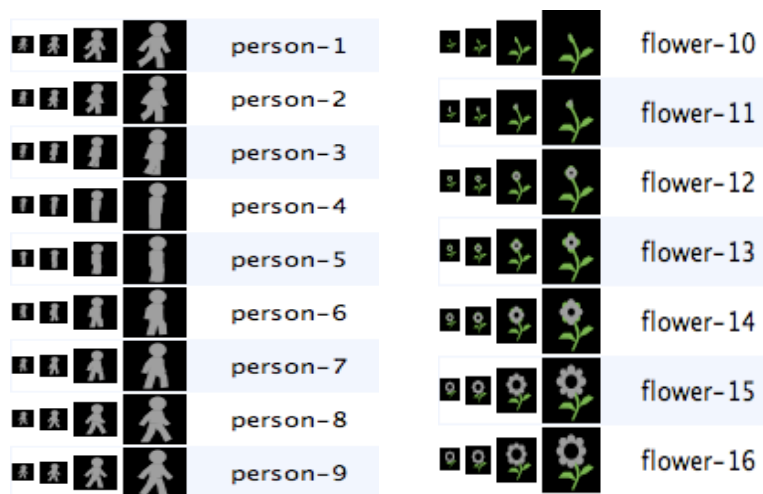 person-1
person-2
person-3
person-4
person-5
person-6
person-7
person-8
person-9
flower-10
flower-11
flower-12
flower-13
flower-14
flower-15
flower-16